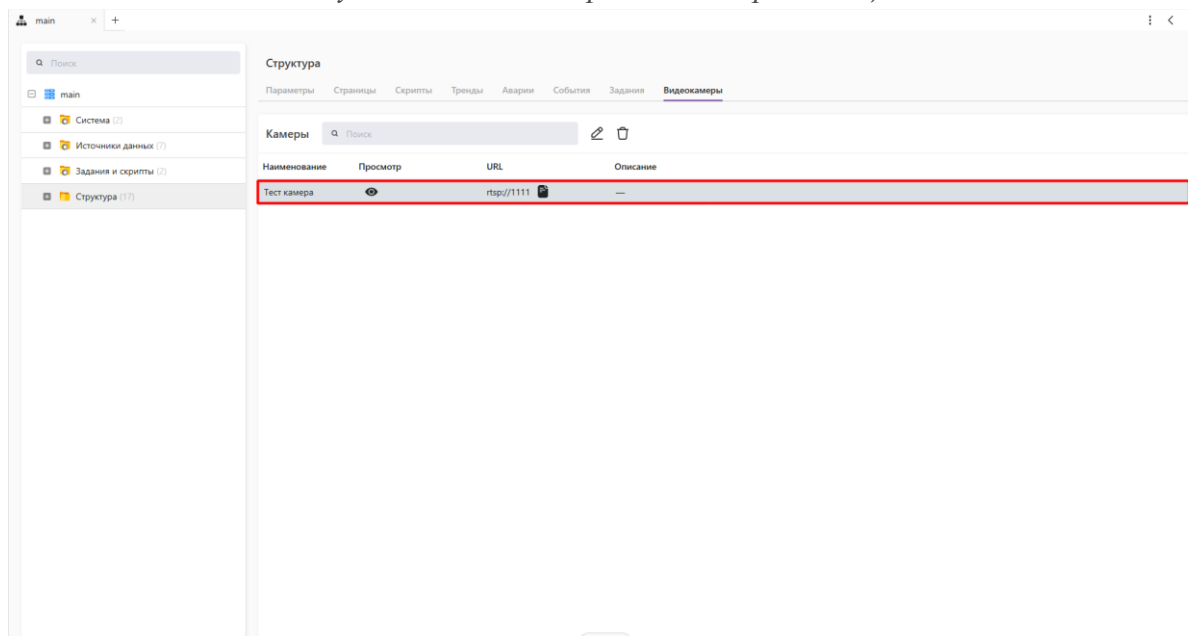 main × +
Поиск
main
Система (2)
Источники данных (7)
Задания и скрипты (2)
Структура (17)
Структура
Параметры Страницы Скрипты Тренды Аварии События Задания Видеокамеры
Камеры Поиск
Наименование Просмотр URL Описание
Тест камера rtsp://1111 —